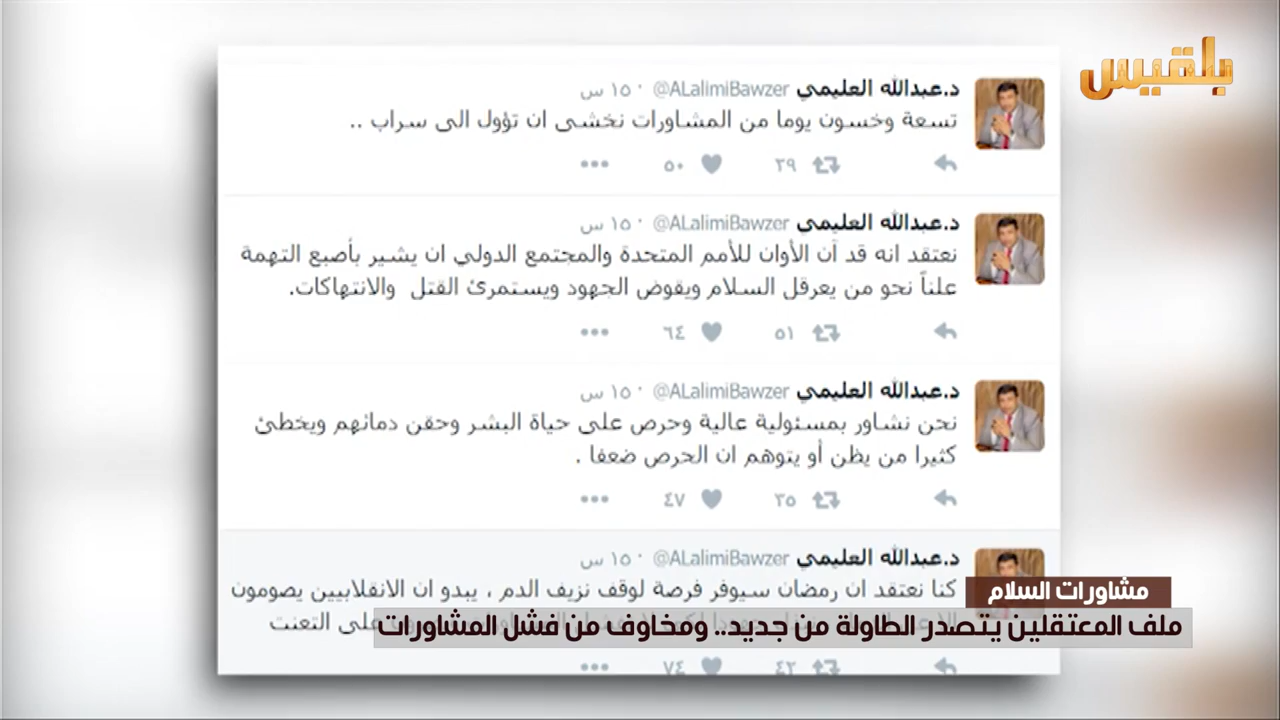 بلقيس
د.عبدالله العليمي @ALalimiBawzer · ١٥ س
تسعة وخسون يوما من المشاورات نخشى ان تؤول الى سراب ..
٣٩ ٥٠
د.عبدالله العليمي @ALalimiBawzer · ١٥ س
نعتقد انه قد آن الأوان للأمم المتحدة والمجتمع الدولي ان يشير بأصبع التهمة
علناً نحو من يعرقل السلام ويقوض الجهود ويستمرئ القتل والانتهاكات.
٥١ ٦٤
د.عبدالله العليمي @ALalimiBawzer · ١٥ س
نحن نشاور بمسئولية عالية وحرص على حياة البشر وحقن دمائهم ويخطئ
كثيرا من يظن أو يتوهم ان الحرص ضعفا .
٣٥ ٤٧
د.عبدالله العليمي @ALalimiBawzer · ١٥ س
كنا نعتقد ان رمضان سيوفر فرصة لوقف نزيف الدم ، يبدو ان الانقلابيين يصومون
على التعنت
٤٢ ٧٤
مشاورات السلام
ملف المعتقلين يتصدر الطاولة من جديد.. ومخاوف من فشل المشاورات